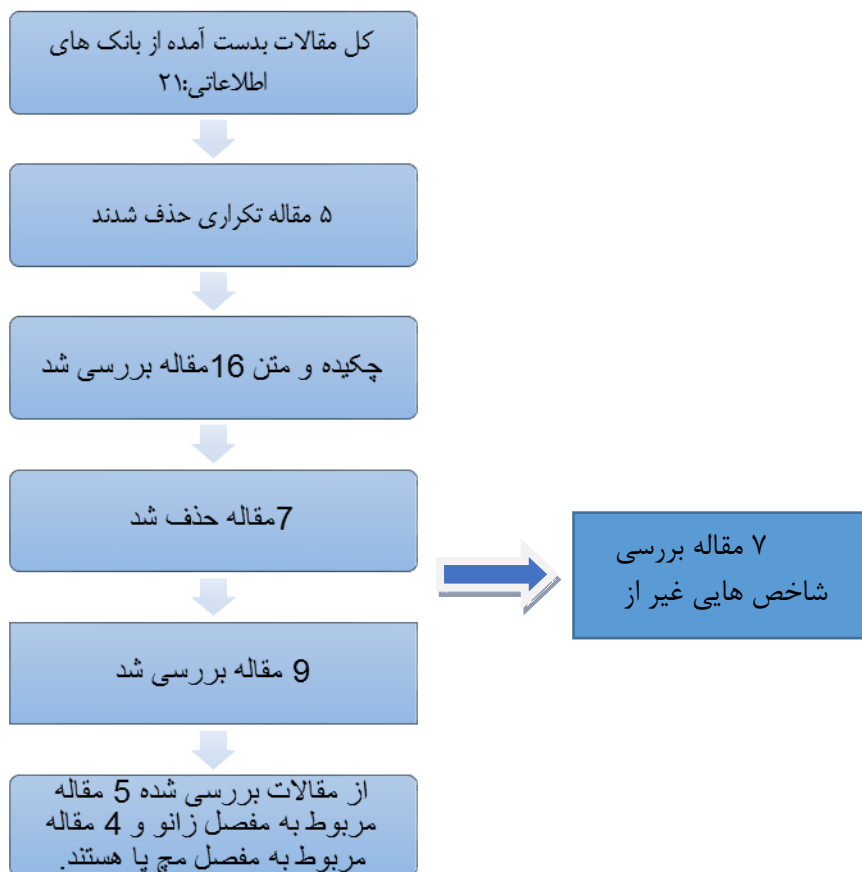 کل مقالات بدست آمده از بانک های
اطلاعاتی:۲۱
۵ مقاله تکراری حذف شدند
چکیده و متن 16مقاله بررسی شد
7مقاله حذف شد
۷ مقاله بررسی
شاخص هایی غیر از
9 مقاله بررسی شد
از مقالات بررسی شده 5 مقاله
مربوط به مفصل زانو و 4 مقاله
مربوط به مفصل مچ پا هستند.